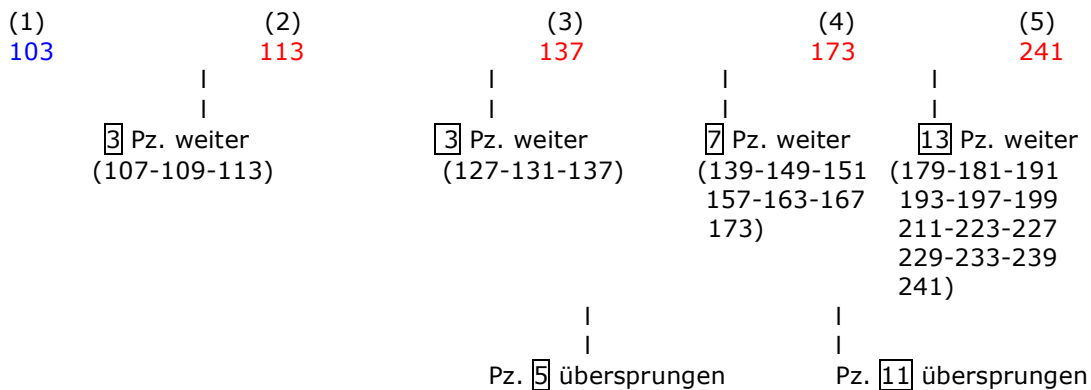 (1) (2) (3) (4) (5)
103 113 137 173 241
3 Pz. weiter 3 Pz. weiter 7 Pz. weiter 13 Pz. weiter
(107-109-113) (127-131-137) (139-149-151 (179-181-191
157-163-167 193-197-199
173) 211-223-227
229-233-239
241)
Pz. 5 übersprungen Pz. 11 übersprungen